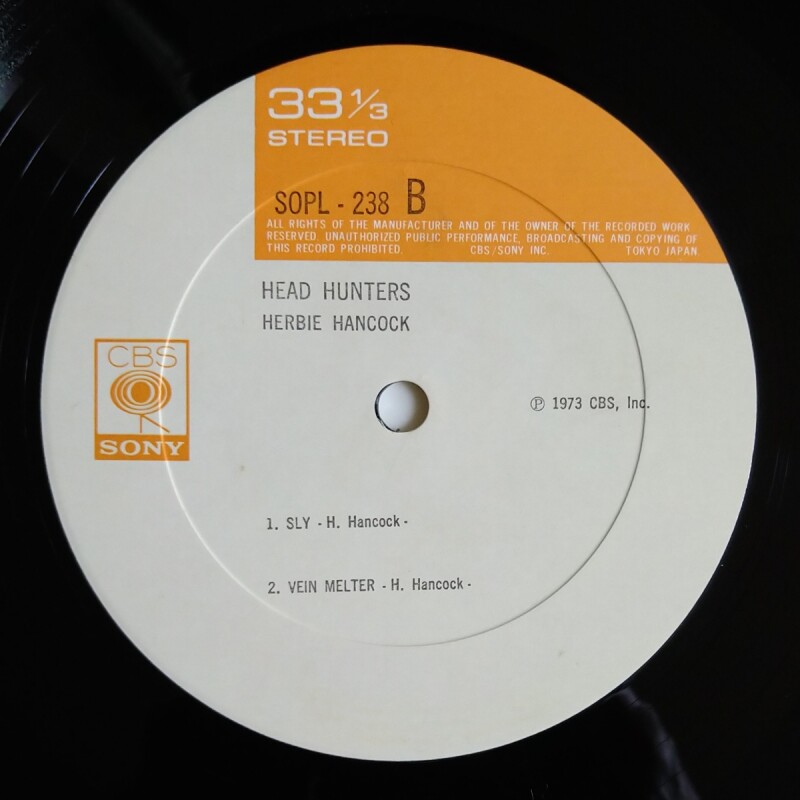 33 1/3
STEREO
SOPL - 238 B
ALL RIGHTS OF THE MANUFACTURER AND OF THE OWNER OF THE RECORDED WORK
RESERVED. UNAUTHORIZED PUBLIC PERFORMANCE, BROADCASTING AND COPYING OF
THIS RECORD PROHIBITED. CBS/SONY INC. TOKYO JAPAN.
HEAD HUNTERS
HERBIE HANCOCK
CBS
SONY
℗ 1973 CBS, Inc.
1. SLY - H. Hancock -
2. VEIN MELTER - H. Hancock -